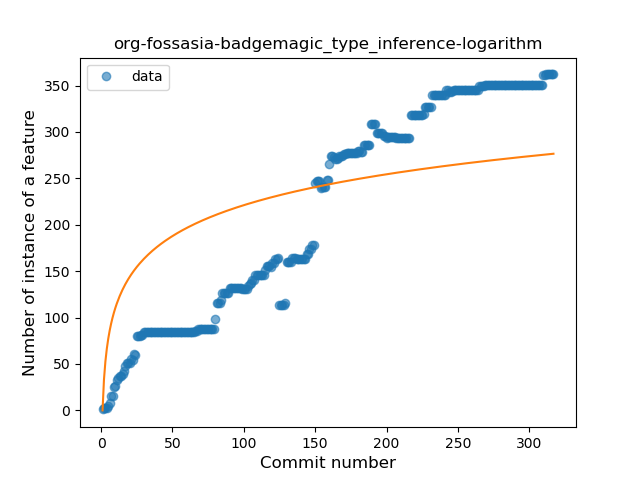 org-fossasia-badgemagic_type_inference-logarithm
data
Number of instance of a feature
350
300
250
200
150
100
50
0
0 50 100 150 200 250 300
Commit number